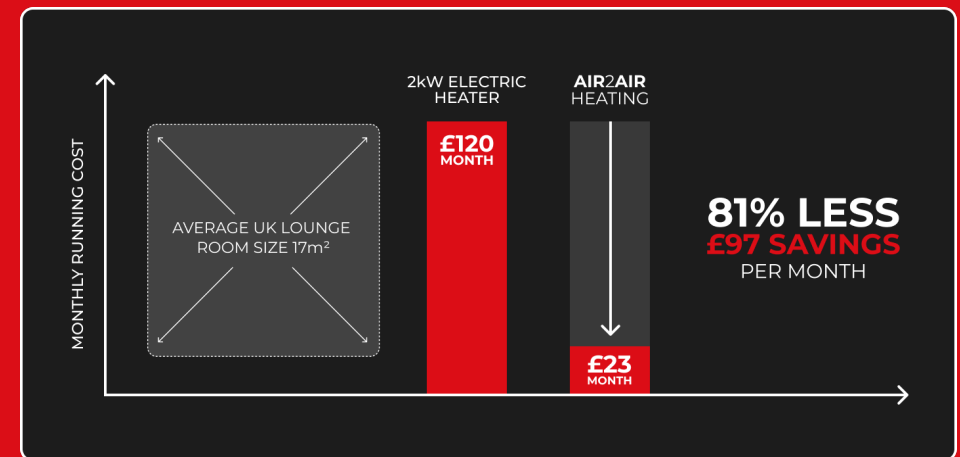 MONTHLY RUNNING COST
AVERAGE UK LOUNGE
ROOM SIZE 17m²
2kW ELECTRIC
HEATER
£120
MONTH
AIR2AIR
HEATING
£23
MONTH
81% LESS
£97 SAVINGS
PER MONTH